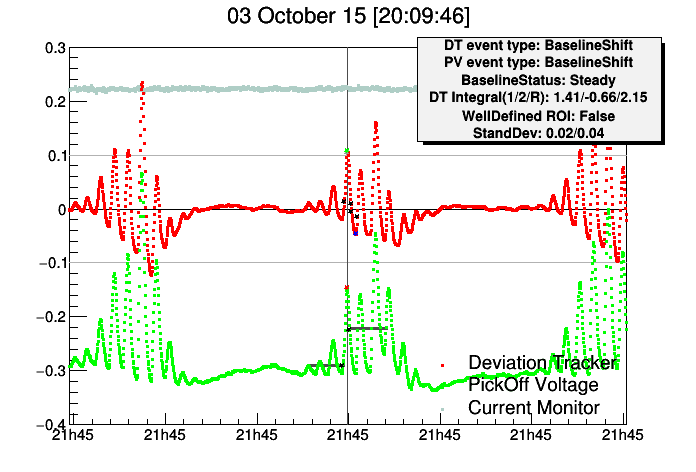 03 October 15 [20:09:46]
DT event type: BaselineShift
PV event type: BaselineShift
BaselineStatus: Steady
DT Integral(1/2/R): 1.41/-0.66/2.15
WellDefined ROI: False
StandDev: 0.02/0.04
0.3
0.2
0.1
0
−0.1
−0.2
−0.3
−0.4
Deviation Tracker
PickOff Voltage
Current Monitor
21h45 21h45 21h45 21h45 21h45 21h45 21h45